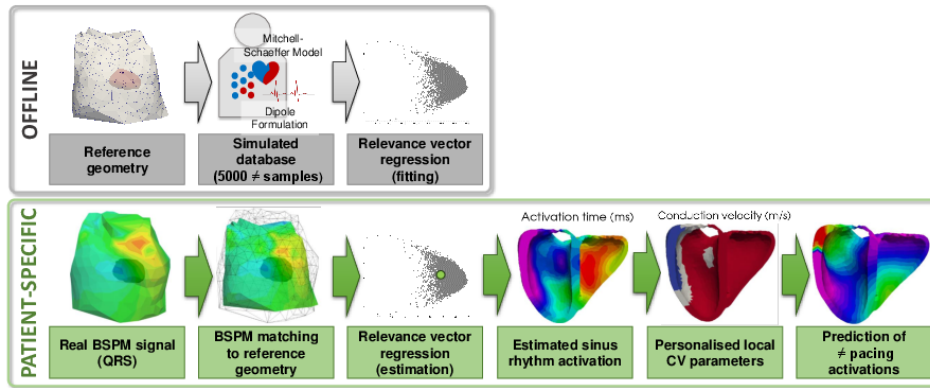 OFFLINE
Mitchell-
Schaeffer Model
Dipole
Formulation
Reference
geometry
Simulated
database
(5000 ≠ samples)
Relevance vector
regression
(fitting)
PATIENT-SPECIFIC
Activation time (ms)
Conduction velocity (m/s)
Real BSPM signal
(QRS)
BSPM matching
to reference
geometry
Relevance vector
regression
(estimation)
Estimated sinus
rhythm activation
Personalised local
CV parameters
Prediction of
≠ pacing
activations